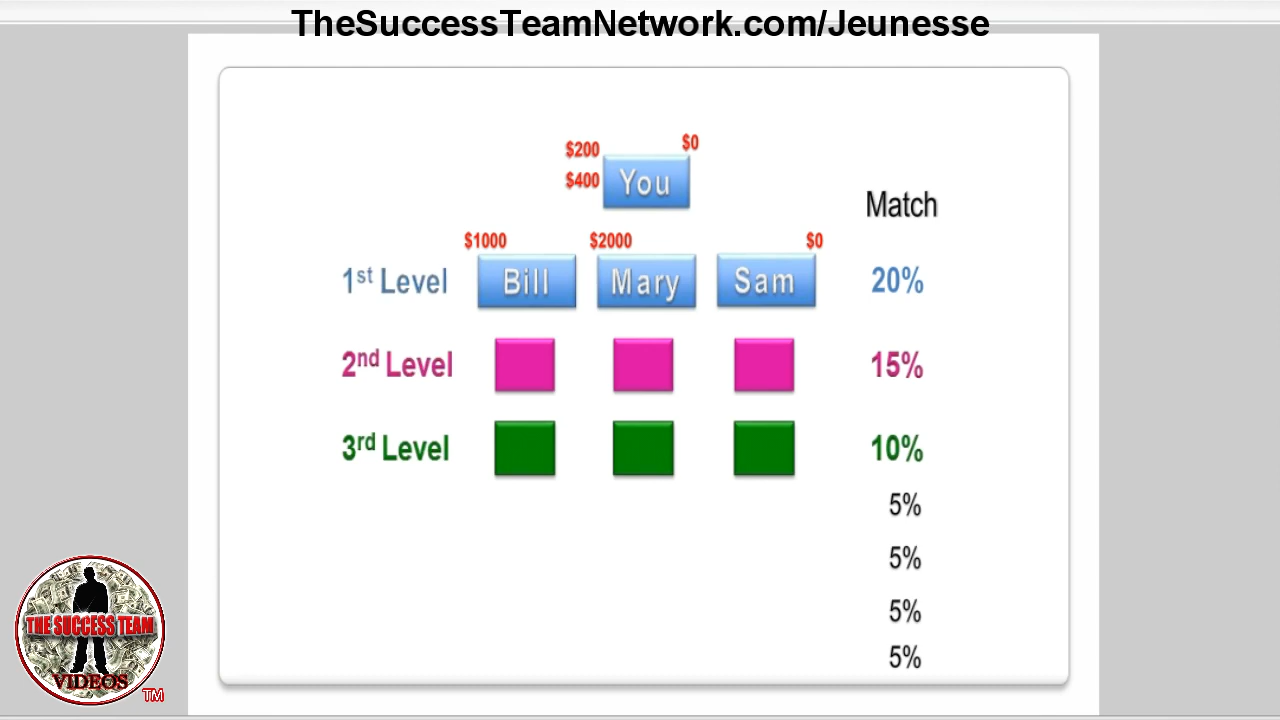 TheSuccessTeamNetwork.com/Jeunesse
$0
$200
$400
You
Match
$1000
$2000
$0
1st Level
Bill
Mary
Sam
20%
2nd Level
15%
3rd Level
10%
5%
5%
5%
5%
THE SUCCESS TEAM
VIDEOS
TM